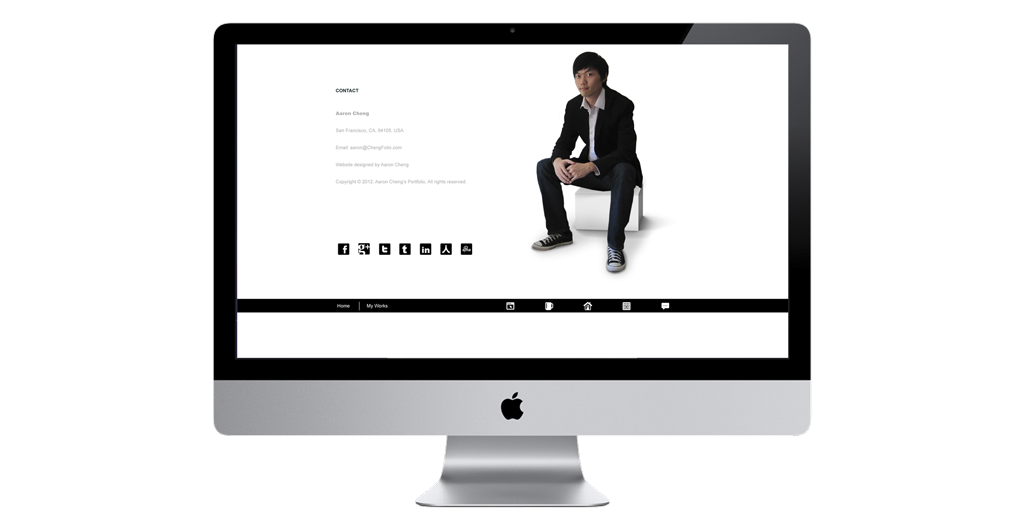 CONTACT
Aaron Cheng
San Francisco, CA, 94105, USA
Email: aaron@ChengFolio.com
Website designed by Aaron Cheng
Copyright © 2012, Aaron Cheng's Portfolio. All rights reserved.
f g+ t t in
Home | My Works